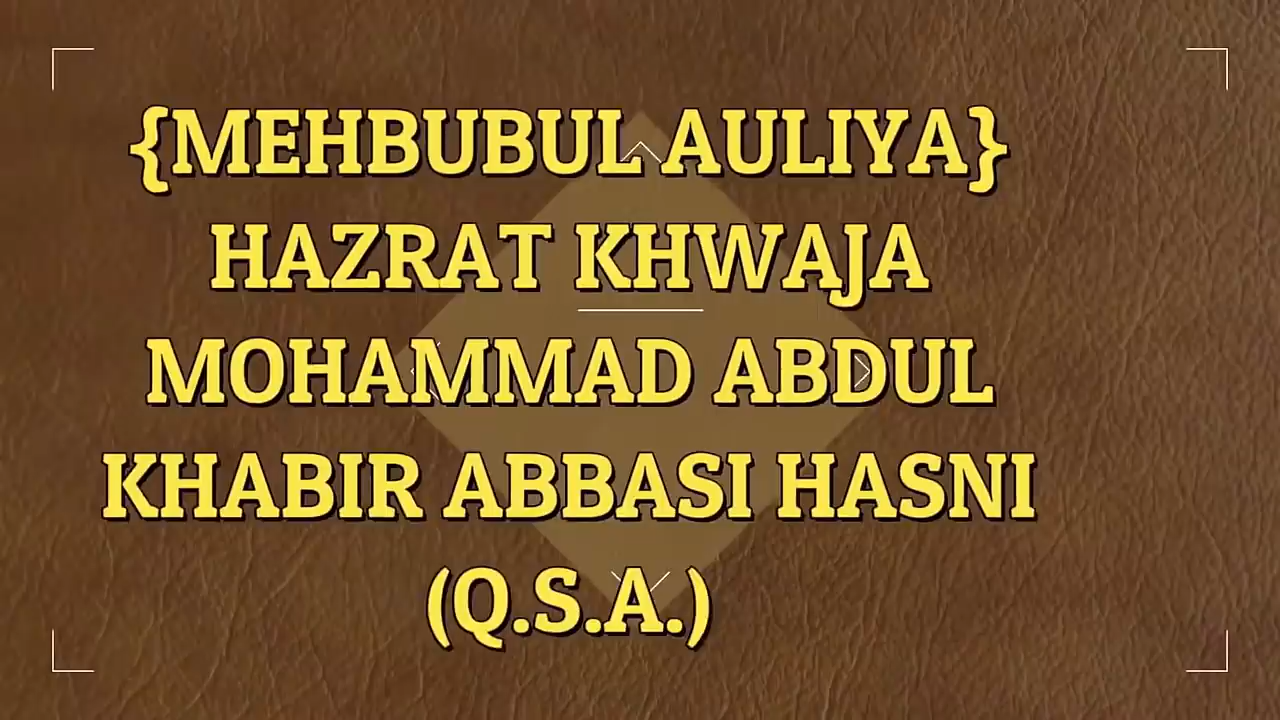 {MEHBUBUL AULIYA}
HAZRAT KHWAJA
MOHAMMAD ABDUL
KHABIR ABBASI HASNI
(Q.S.A.)